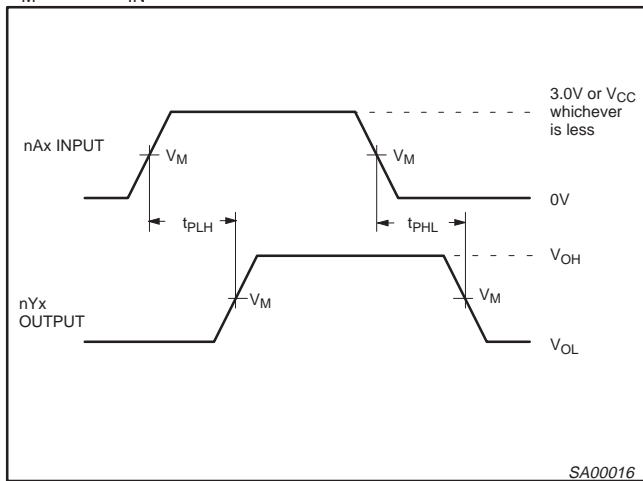 M IN
3.0V or VCC
whichever
is less
nAx INPUT
VM
VM
0V
tPLH
tPHL
VOH
nYx
OUTPUT
VM
VM
VOL
SA00016